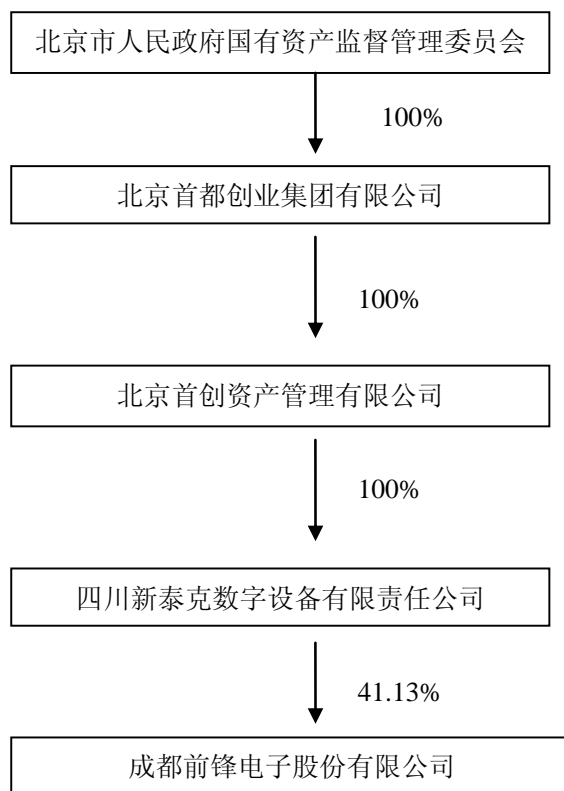 北京市人民政府国有资产监督管理委员会
100%
北京首都创业集团有限公司
100%
北京首创资产管理有限公司
100%
四川新泰克数字设备有限责任公司
41.13%
成都前锋电子股份有限公司